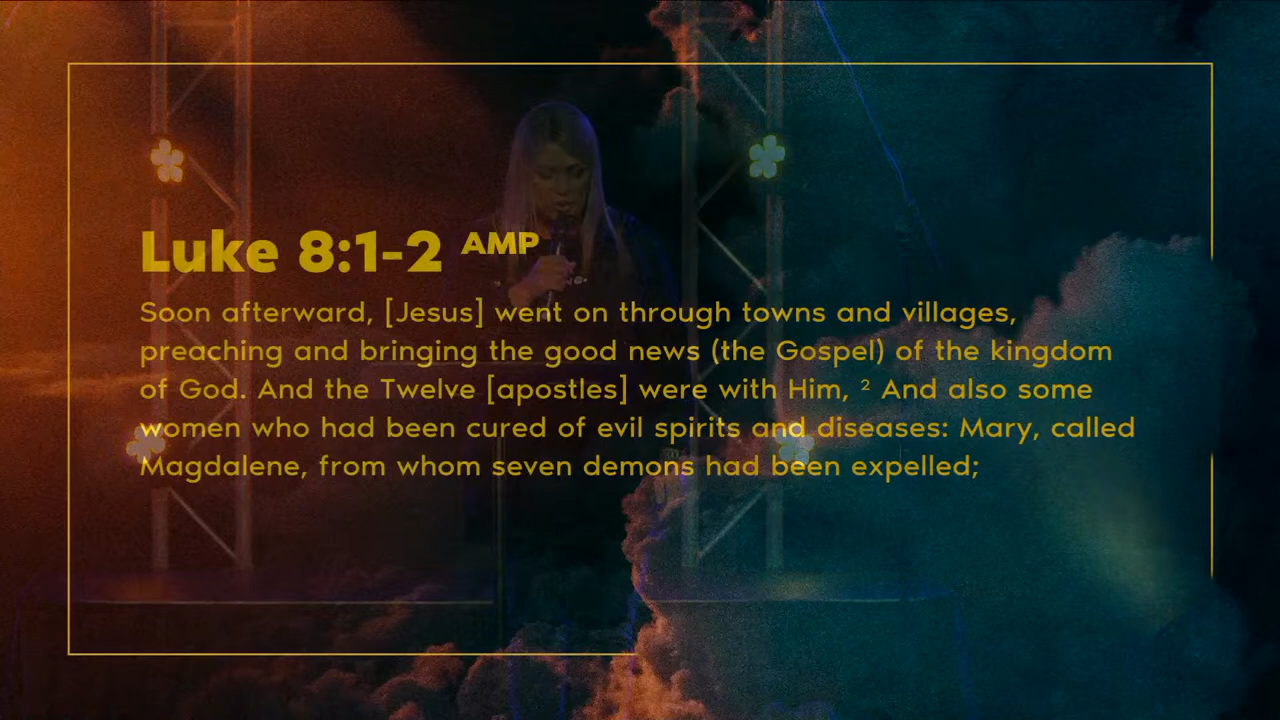 Luke 8:1-2 AMP
Soon afterward, [Jesus] went on through towns and villages,
preaching and bringing the good news (the Gospel) of the kingdom
of God. And the Twelve [apostles] were with Him, ² And also some
women who had been cured of evil spirits and diseases: Mary, called
Magdalene, from whom seven demons had been expelled;